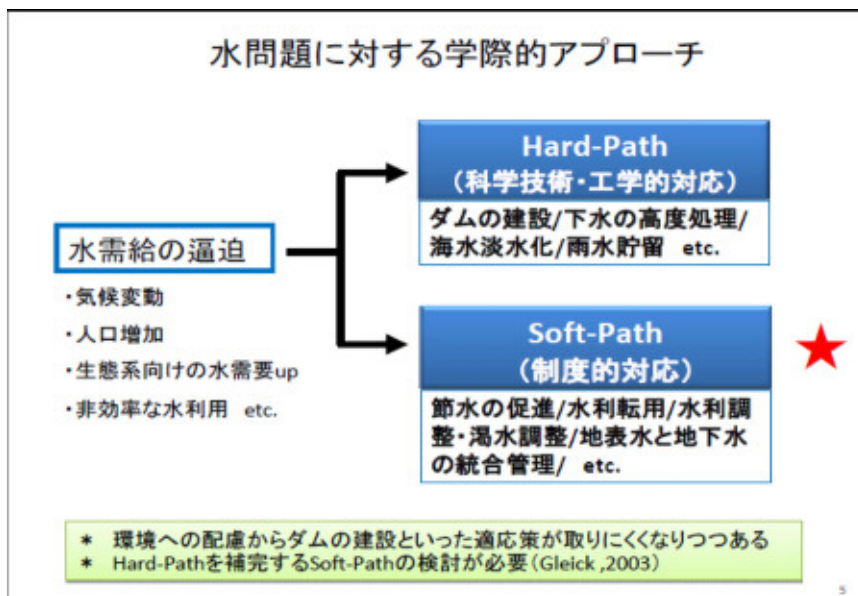 水問題に対する学際的アプローチ
水需給の逼迫
・気候変動
・人口増加
・生態系向けの水需要up
・非効率な水利用 etc.
Hard-Path
（科学技術・工学的対応）
ダムの建設/下水の高度処理/
海水淡水化/雨水貯留 etc.
Soft-Path
（制度的対応）
節水の促進/水利転用/水利調
整・渇水調整/地表水と地下水
の統合管理/ etc.
* 環境への配慮からダムの建設といった適応策が取りにくくなりつつある
* Hard-Pathを補完するSoft-Pathの検討が必要（Gleick ,2003）
5